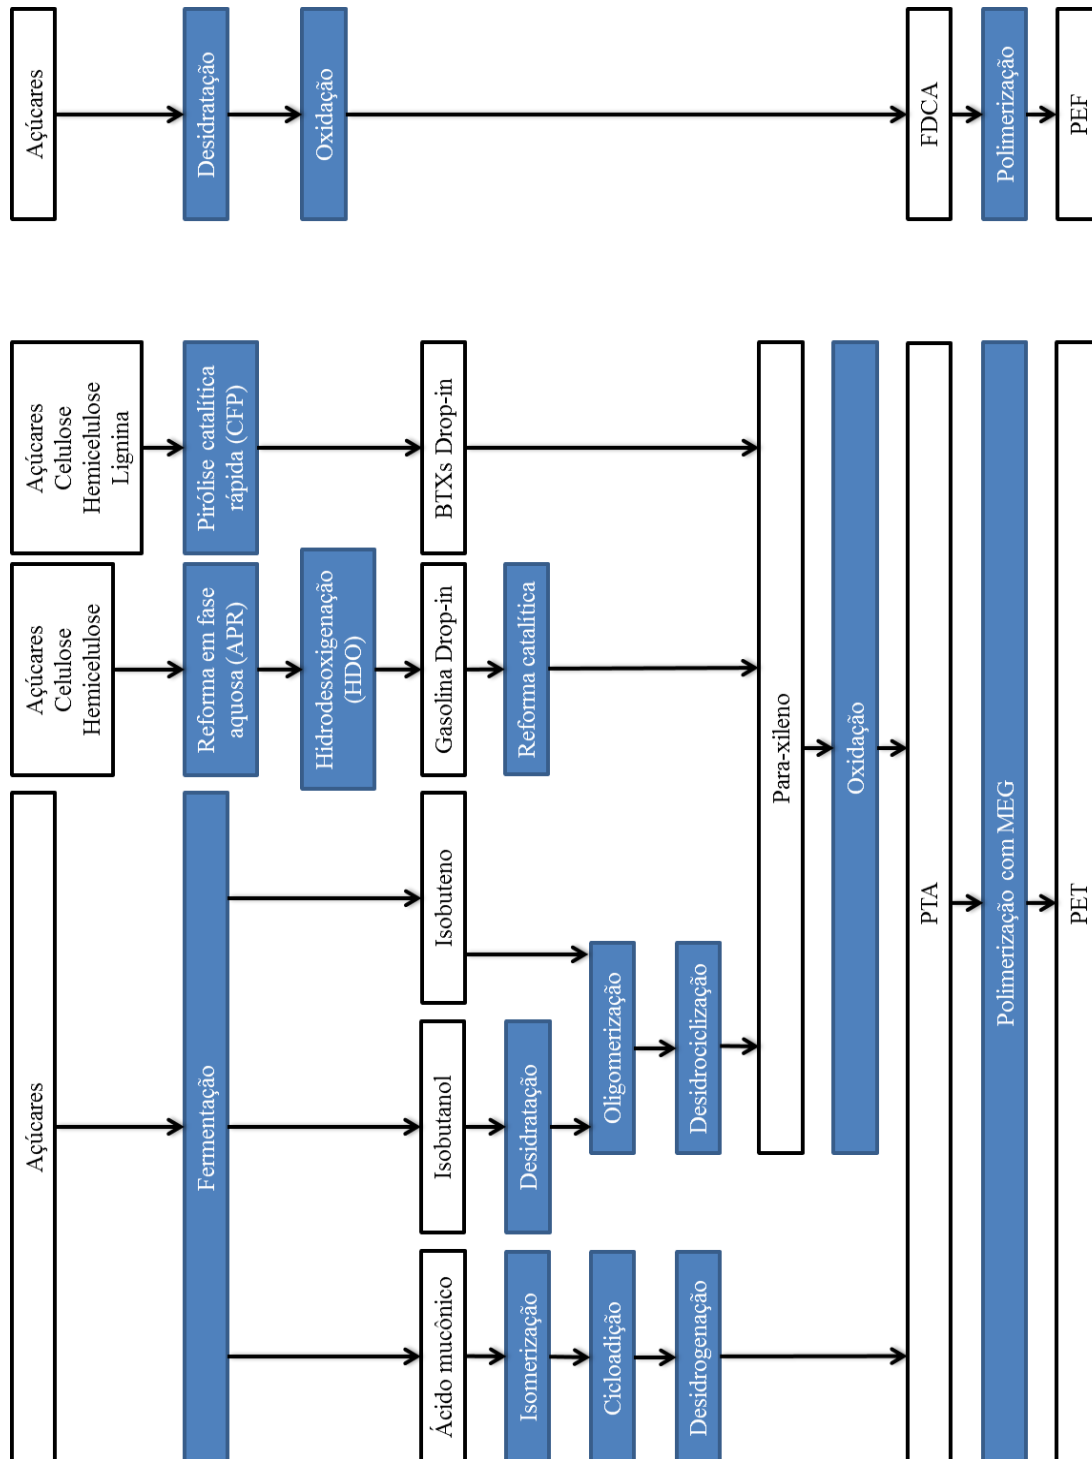 Açúcares
Fermentação
Ácido mucônico
Isomerização
Cicloadição
Desidrogenação
Isobutanol
Desidratação
Isobuteno
Oligomerização
Desidrociclização
Açúcares
Celulose
Hemicelulose
Reforma em fase
aquosa (APR)
Hidrodesoxigenação
(HDO)
Gasolina Drop-in
Reforma catalítica
Açúcares
Celulose
Hemicelulose
Lignina
Pirólise catalítica
rápida (CFP)
BTXs Drop-in
Para-xileno
Oxidação
PTA
Polimerização com MEG
PET
Açúcares
Desidratação
Oxidação
FDCA
Polimerização
PEF